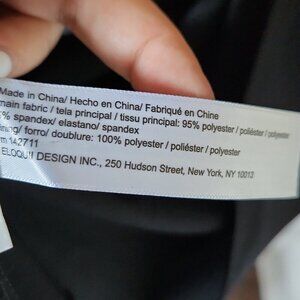 Made in China/ Hecho en China/ Fabriqué en Chine
main fabric / tela principal / tissu principal: 95% polyester / poliéster / polyester
% spandex/ elastano/ spandex
lining/ forro/ doublure: 100% polyester / poliéster / polyester
142711
ELOQUII DESIGN INC., 250 Hudson Street, New York, NY 10013